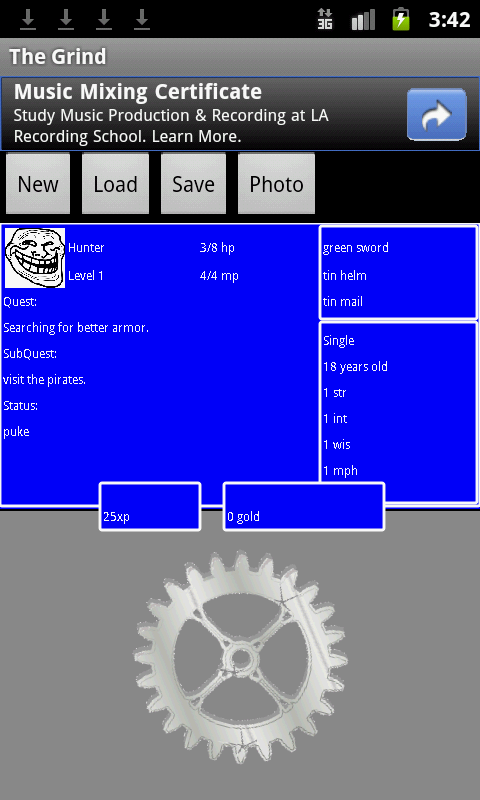 3G 3:42
The Grind
Music Mixing Certificate
Study Music Production & Recording at LA
Recording School. Learn More.
New Load Save Photo
Hunter 3/8 hp
Level 1 4/4 mp
Quest:
Searching for better armor.
SubQuest:
visit the pirates.
Status:
puke
green sword
tin helm
tin mail
Single
18 years old
1 str
1 int
1 wis
1 mph
25xp 0 gold